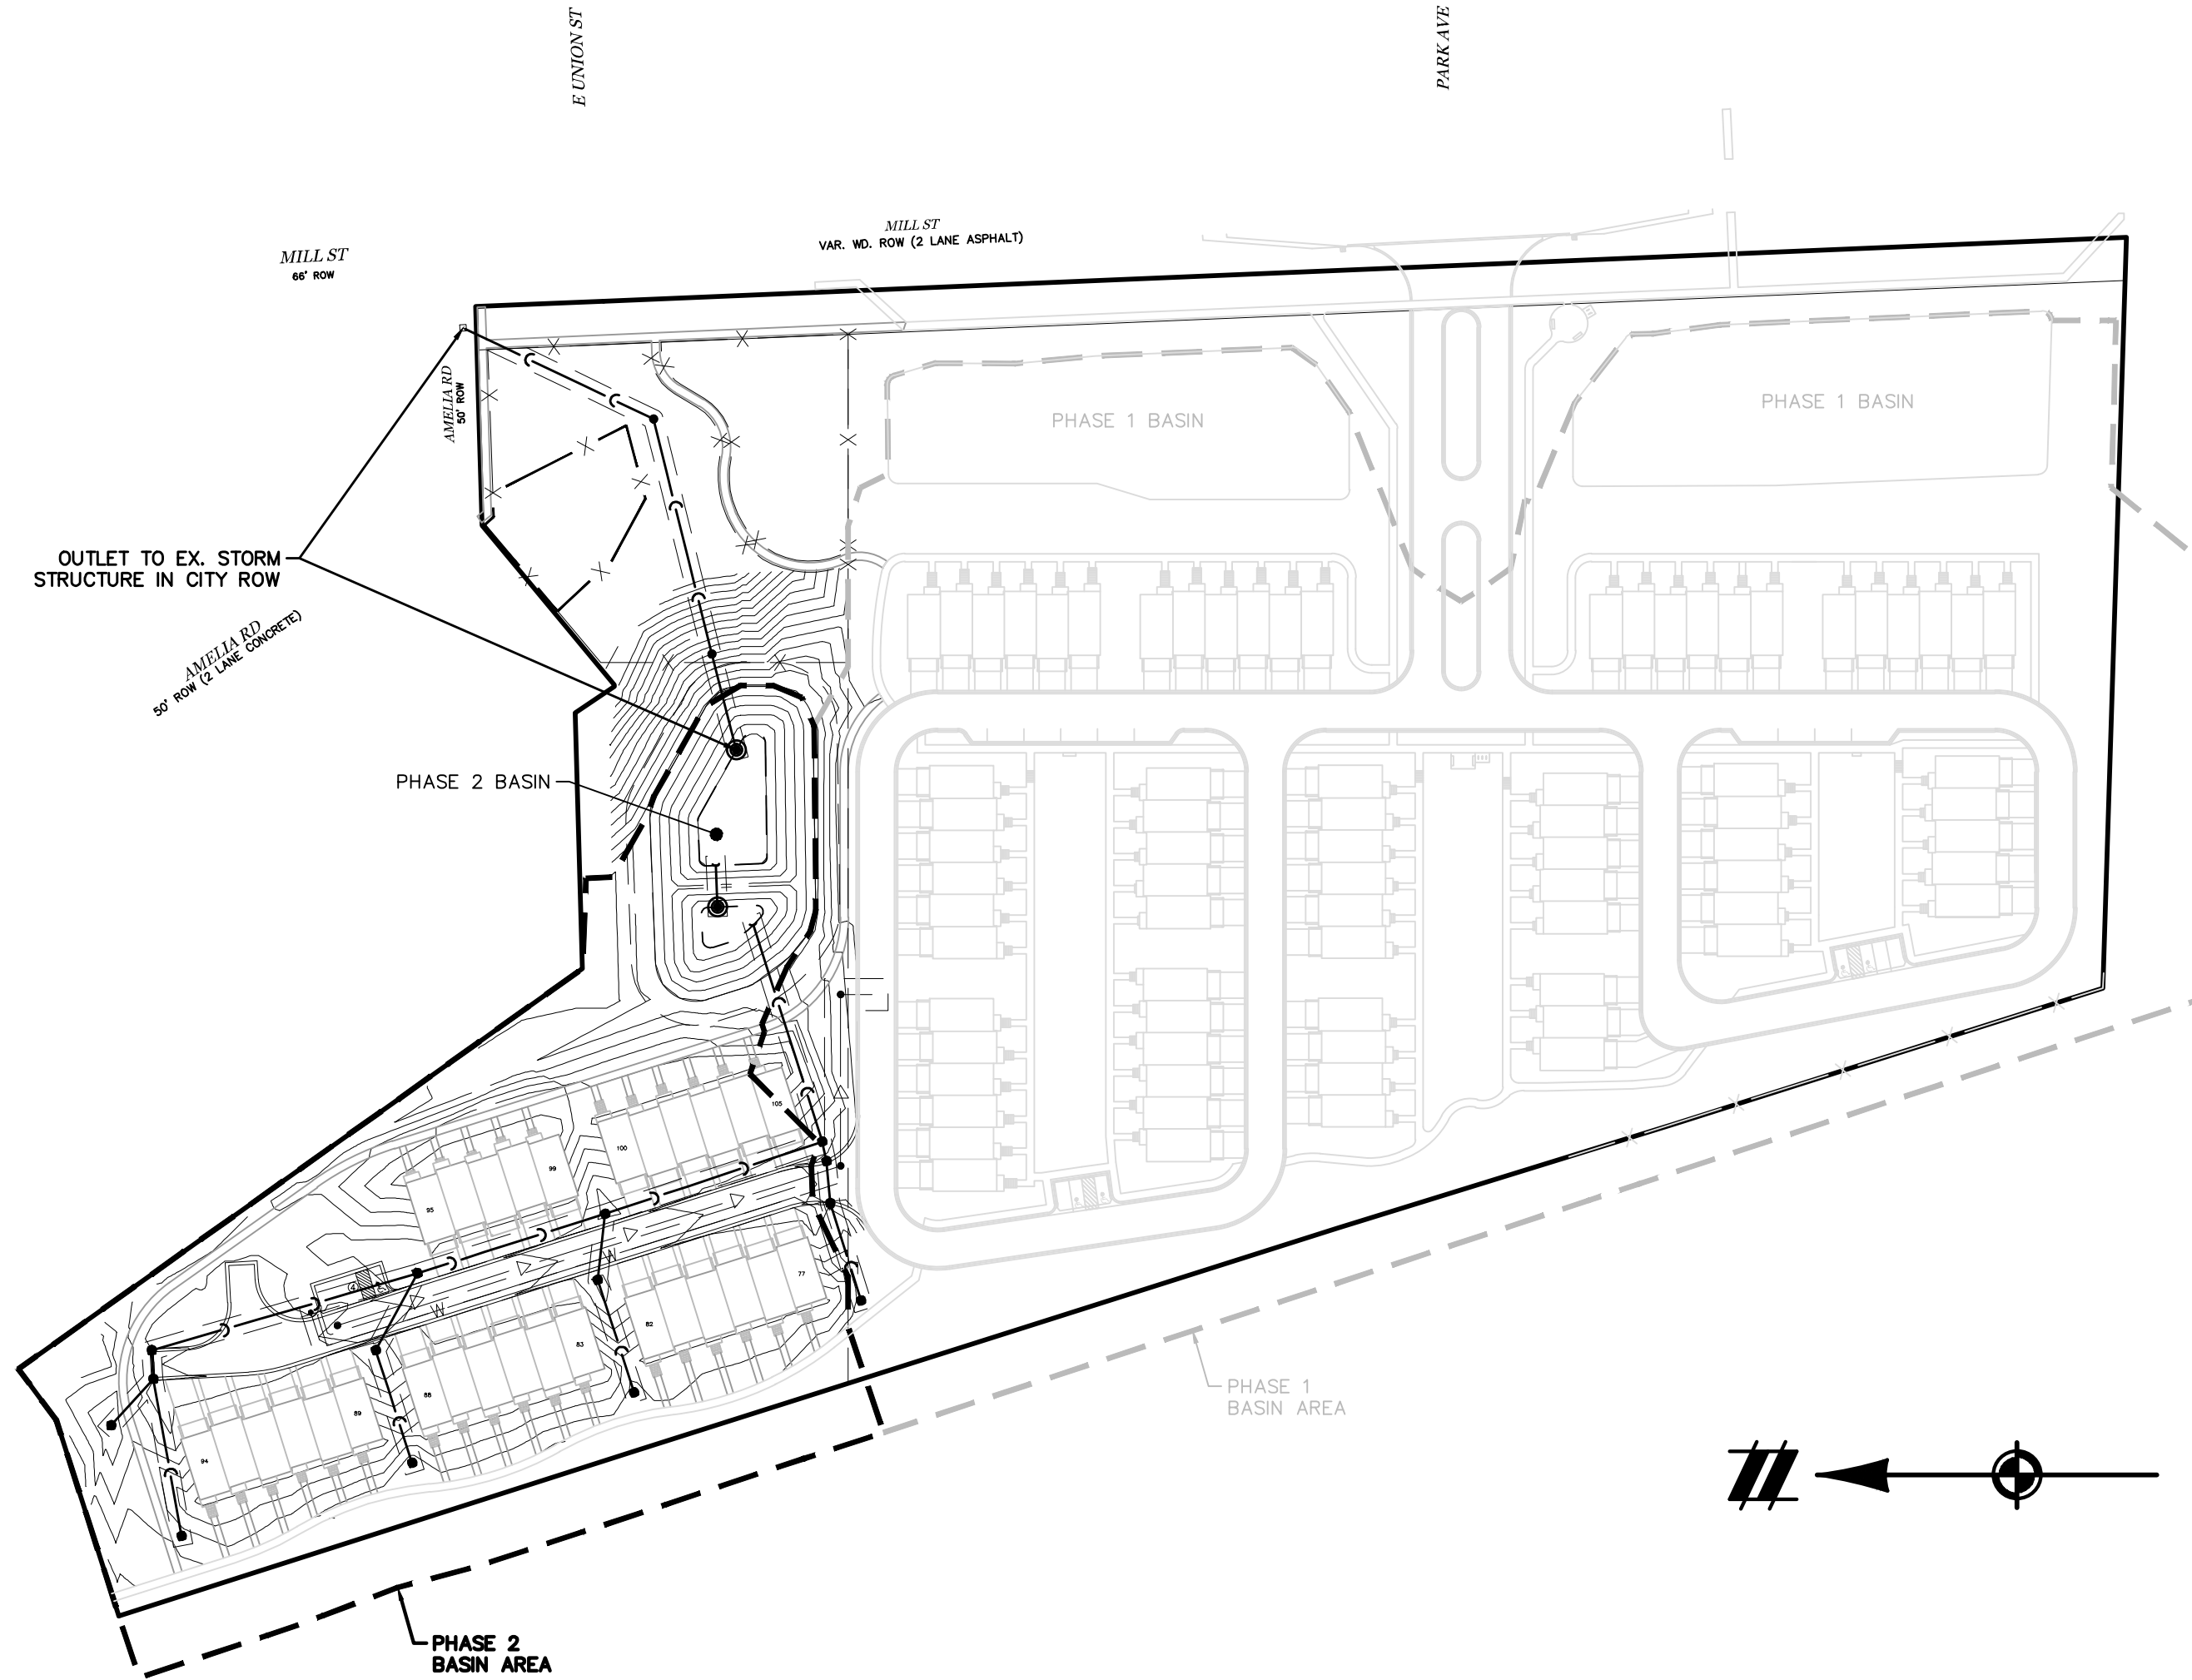 E UNION ST
PARK AVE
MILL ST
VAR. WD. ROW (2 LANE ASPHALT)
MILL ST
66' ROW
AMELIA RD
50' ROW
PHASE 1 BASIN
PHASE 1 BASIN
OUTLET TO EX. STORM
STRUCTURE IN CITY ROW
AMELIA RD
50' ROW (2 LANE CONCRETE)
PHASE 2 BASIN
105
100
99
95
77
82
83
88
89
94
W
PHASE 1
BASIN AREA
PHASE 2
BASIN AREA